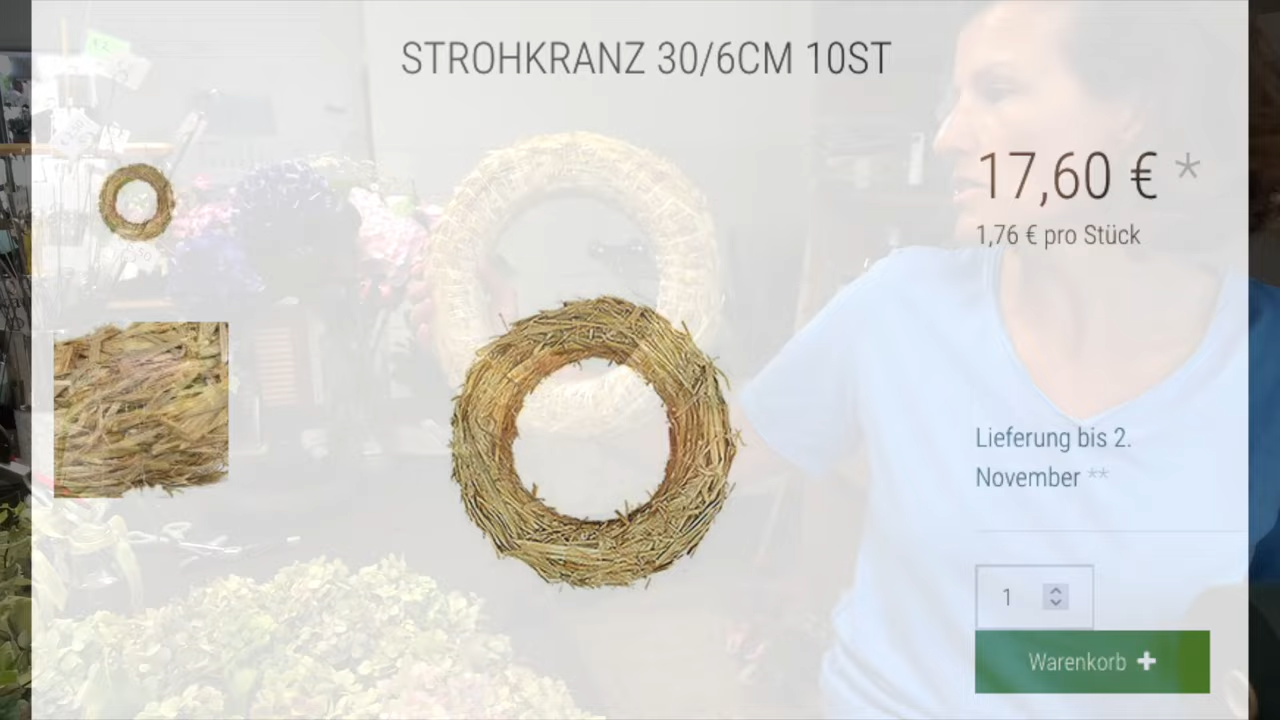 STROHKRANZ 30/6CM 10ST
17,60 € *
1,76 € pro Stück
Lieferung bis 2.
November **
1
Warenkorb +